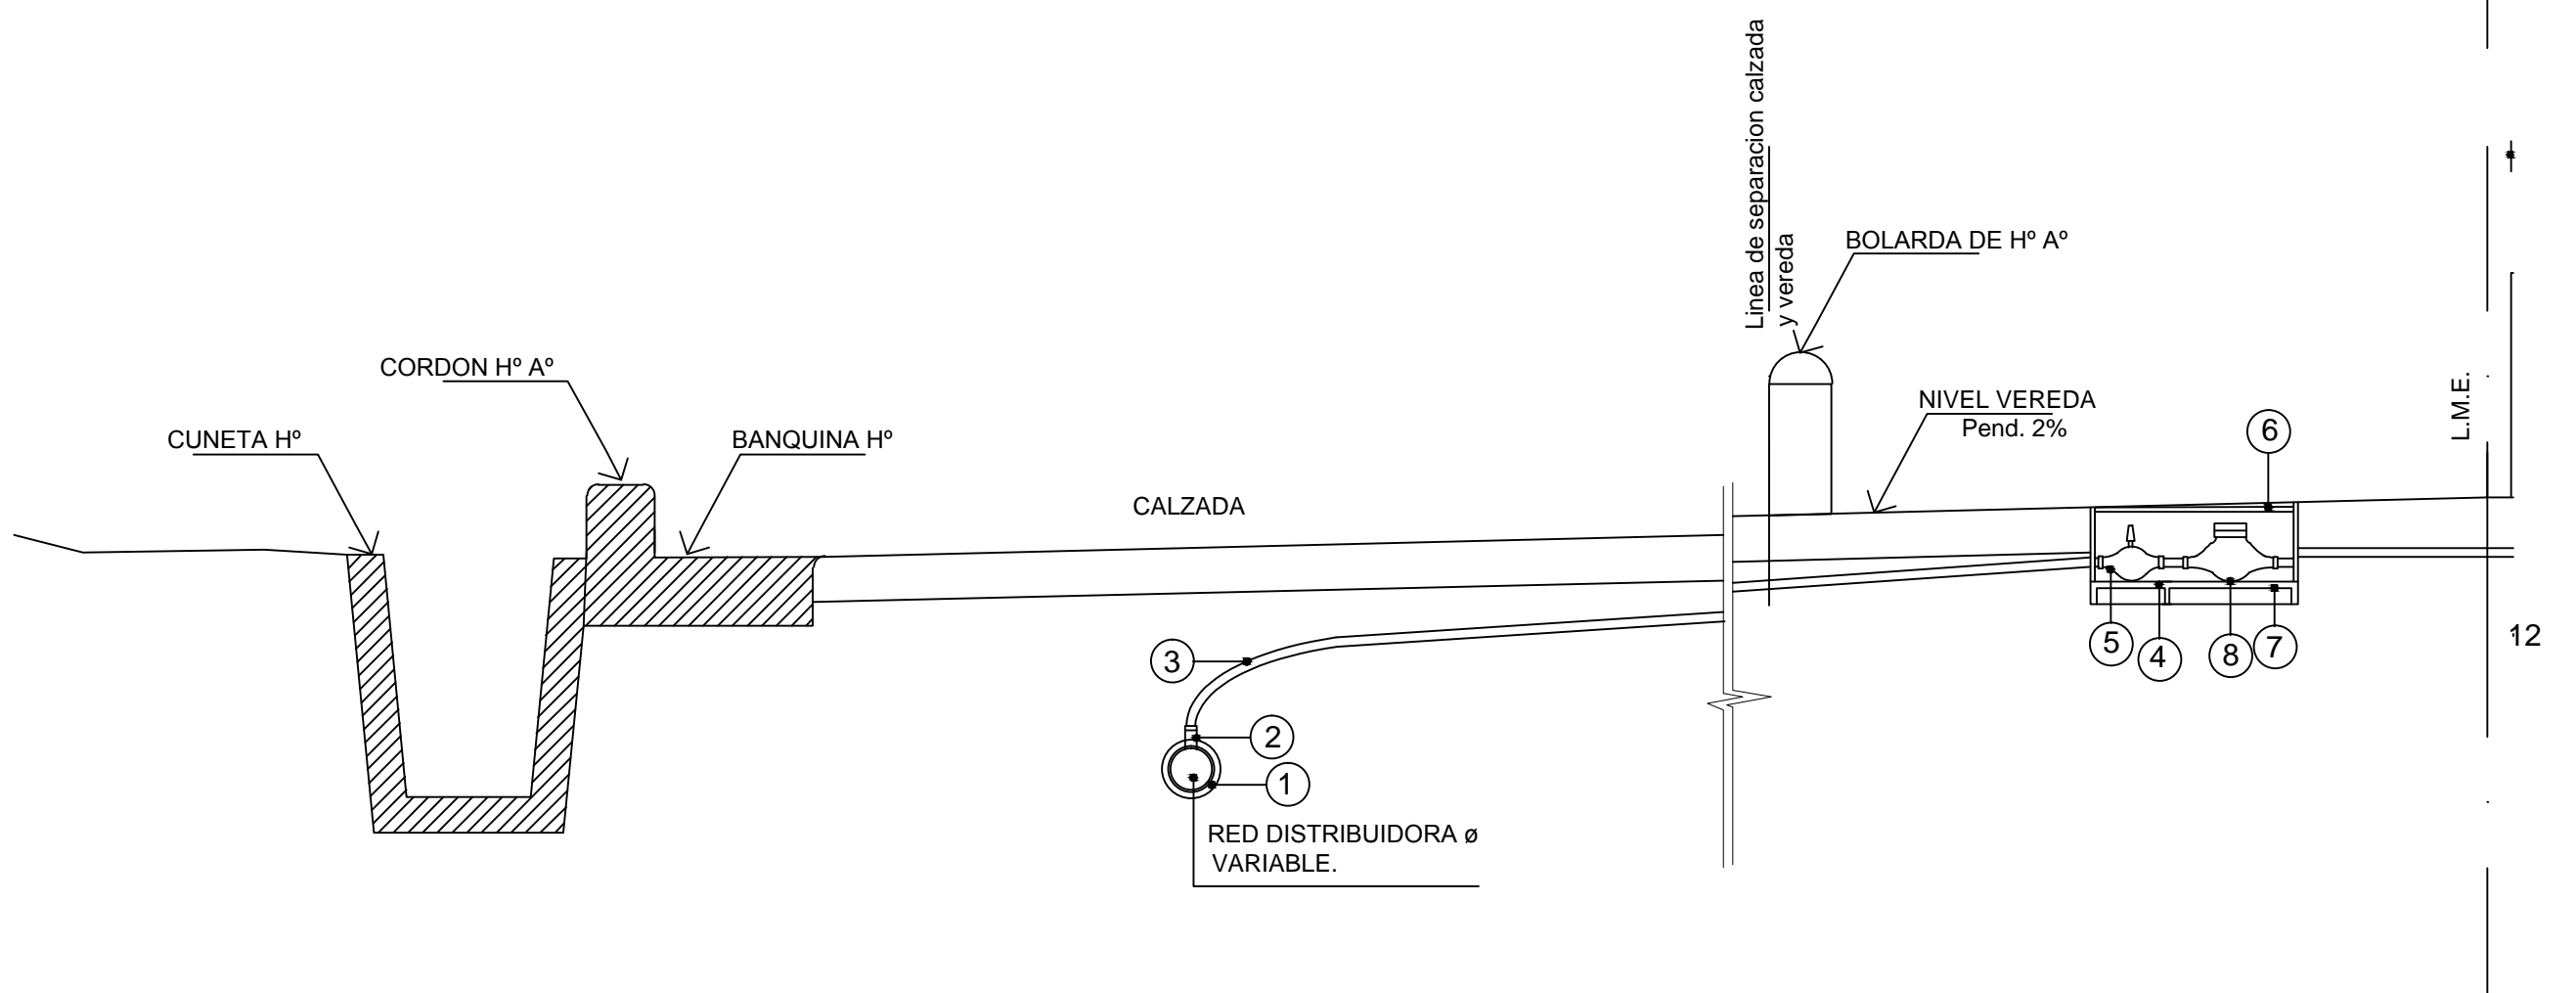 Linea de separacion calzada
y vereda
BOLARDA DE Hº Aº
CORDON Hº Aº
NIVEL VEREDA
Pend. 2%
L.M.E.
CUNETA Hº
BANQUINA Hº
6
CALZADA
12
3
5
4
8
7
2
1
RED DISTRIBUIDORA ø
VARIABLE.